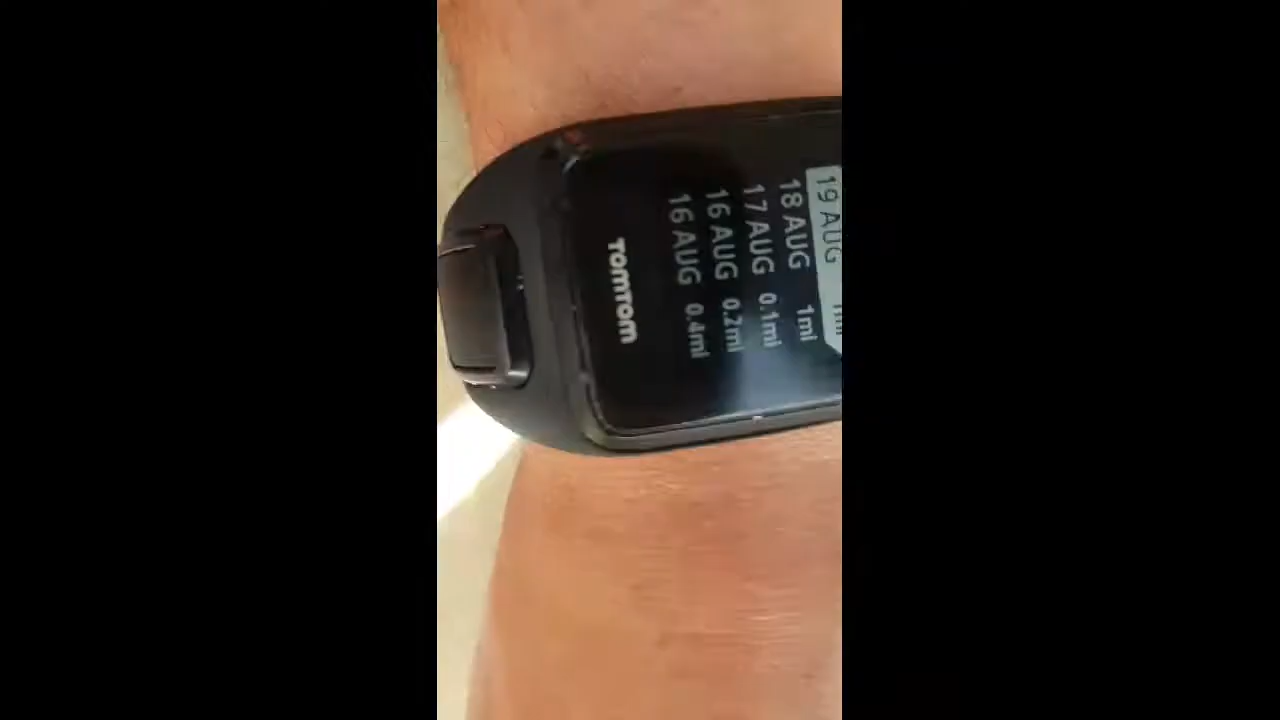 19 AUG
18 AUG 1mi
17 AUG 0.1mi
16 AUG 0.2mi
16 AUG 0.4mi
TOMTOM